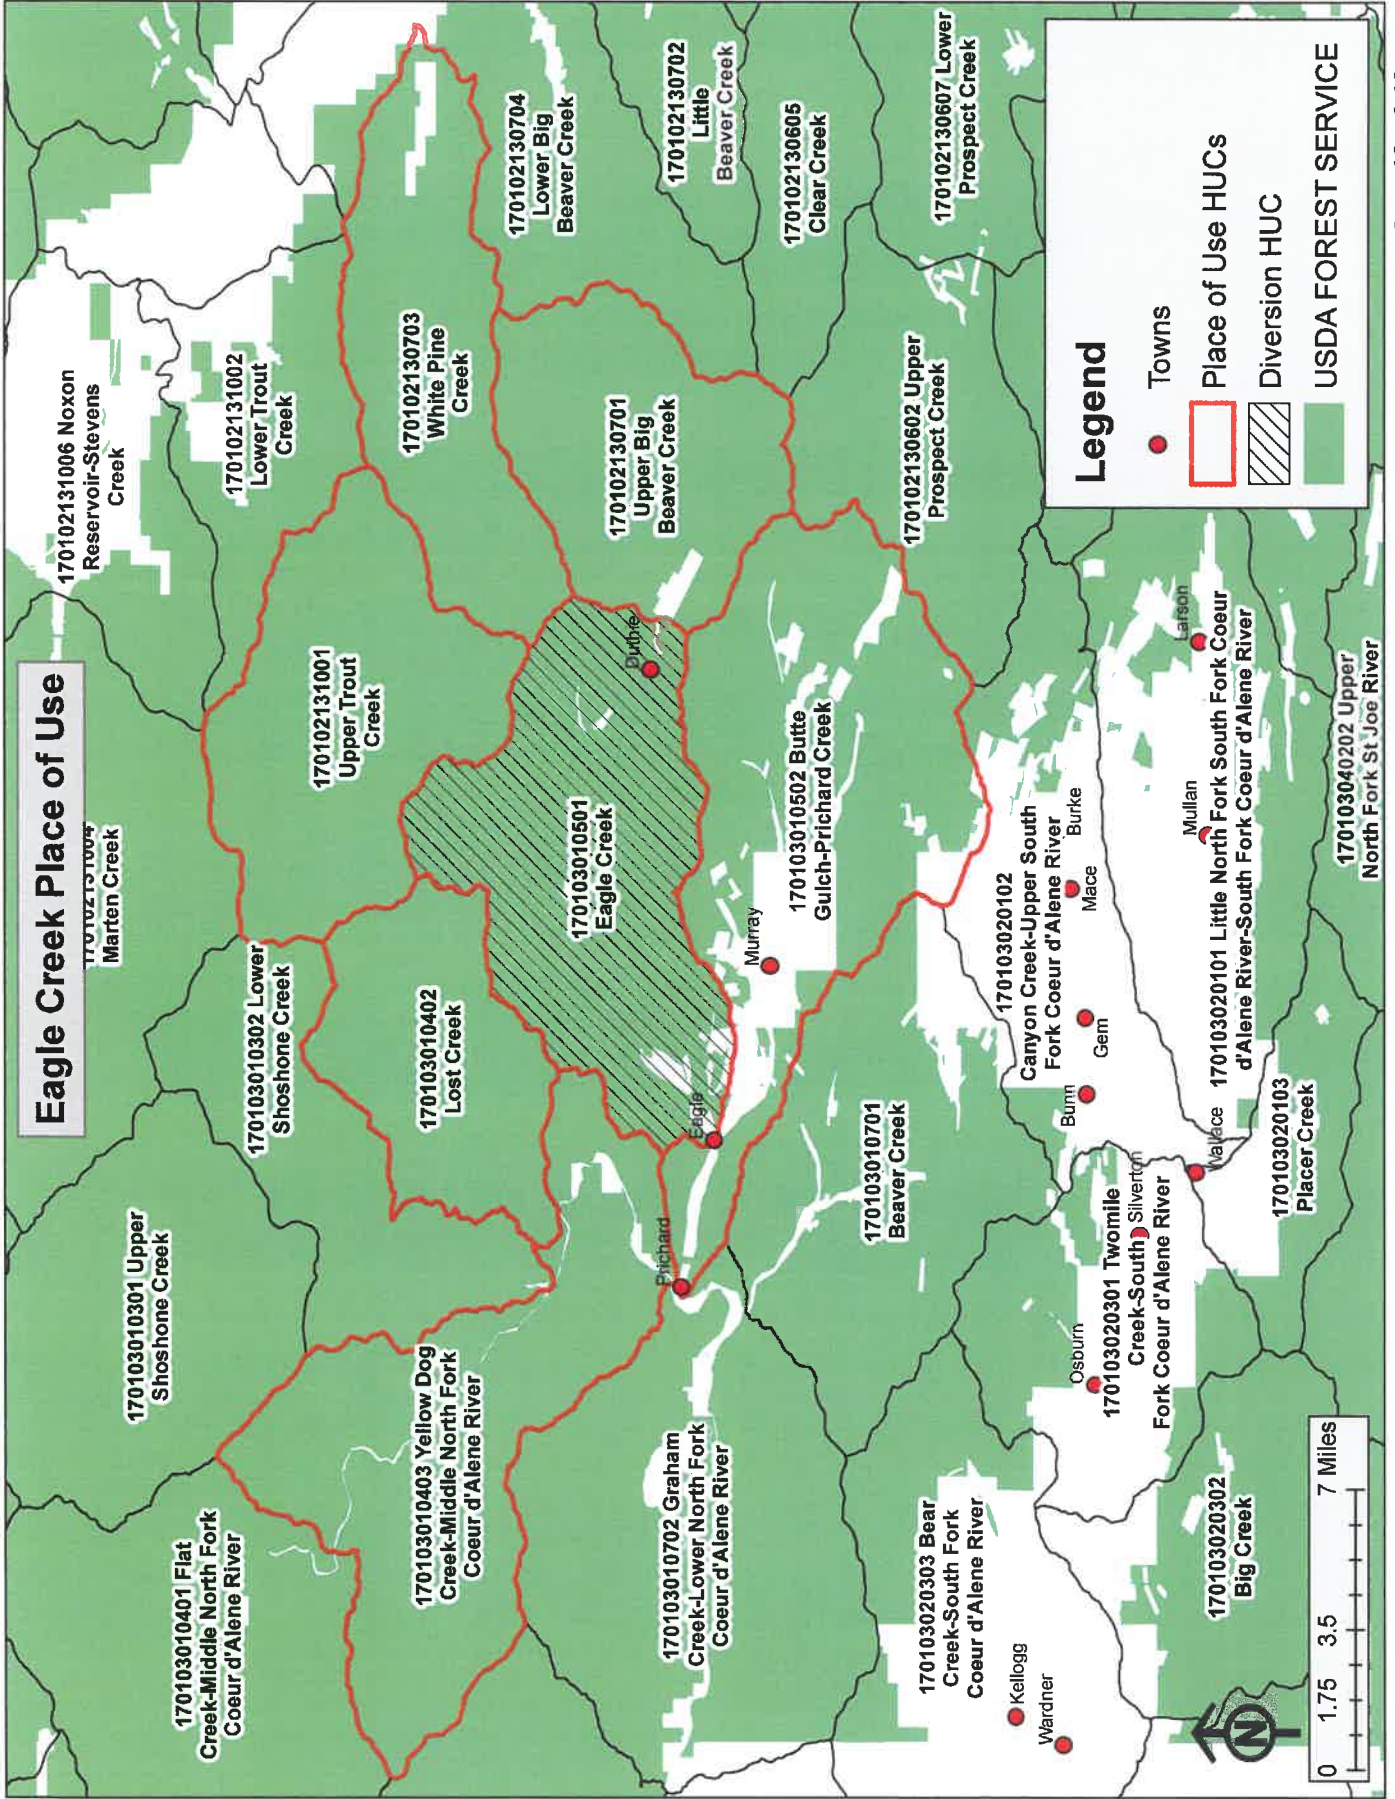 Eagle Creek Place of Use
Marten Creek
170102131006 Noxon
Reservoir-Stevens
Creek
170102131002
Lower Trout
Creek
170103010301 Upper
Shoshone Creek
170103010302 Lower
Shoshone Creek
170102131001
Upper Trout
Creek
170102130703
White Pine
Creek
170102130704
Lower Big
Beaver Creek
170102130702
Little
Beaver Creek
170102130605
Clear Creek
170102130607 Lower
Prospect Creek
170103010401 Flat
Creek-Middle North Fork
Coeur d'Alene River
170103010402
Lost Creek
170103010403 Yellow Dog
Creek-Middle North Fork
Coeur d'Alene River
170103010501
Eagle Creek
Duthie
170102130701
Upper Big
Beaver Creek
170102130602 Upper
Prospect Creek
Eagle
Prichard
Murray
170103010502 Butte
Gulch-Prichard Creek
170103010702 Graham
Creek-Lower North Fork
Coeur d'Alene River
170103010701
Beaver Creek
170103020102
Canyon Creek-Upper South
Fork Coeur d'Alene River
Burke
Mace
Gem
Bunn
170103020303 Bear
Creek-South Fork
Coeur d'Alene River
Kellogg
Wardner
Osburn
170103020301 Twomile
Creek-South
Fork Coeur d'Alene River
Silverton
Wallace
Mullan
Larson
170103020101 Little North Fork South Fork Coeur
d'Alene River-South Fork Coeur d'Alene River
170103020103
Placer Creek
170103020302
Big Creek
170103040202 Upper
North Fork St Joe River
Legend
Towns
Place of Use HUCs
Diversion HUC
USDA FOREST SERVICE
N
0 1.75 3.5 7 Miles